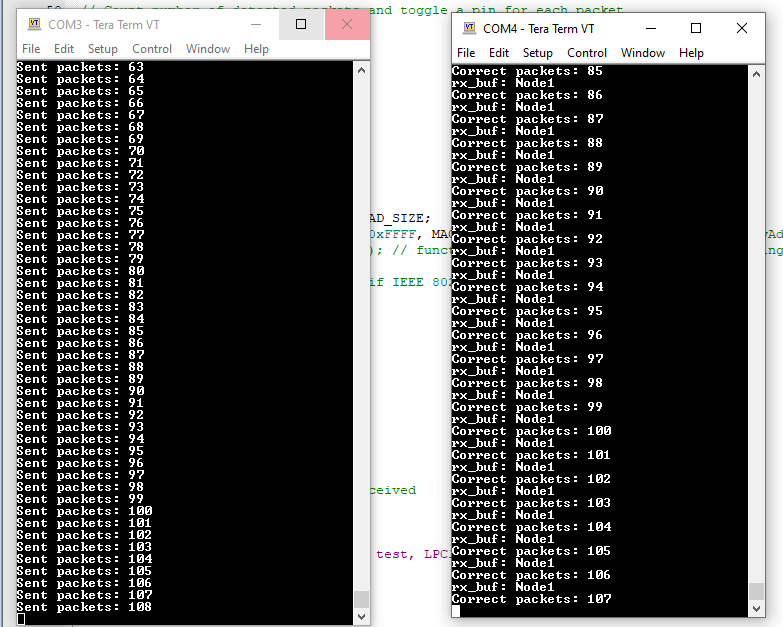 // Count number of detected packets and toggle a pin for each packet
COM3 - Tera Term VT
File Edit Setup Control Window Help
Sent packets: 63
Sent packets: 64
Sent packets: 65
Sent packets: 66
Sent packets: 67
Sent packets: 68
Sent packets: 69
Sent packets: 70
Sent packets: 71
Sent packets: 72
Sent packets: 73
Sent packets: 74
Sent packets: 75
Sent packets: 76
Sent packets: 77
Sent packets: 78
Sent packets: 79
Sent packets: 80
Sent packets: 81
Sent packets: 82
Sent packets: 83
Sent packets: 84
Sent packets: 85
Sent packets: 86
Sent packets: 87
Sent packets: 88
Sent packets: 89
Sent packets: 90
Sent packets: 91
Sent packets: 92
Sent packets: 93
Sent packets: 94
Sent packets: 95
Sent packets: 96
Sent packets: 97
Sent packets: 98
Sent packets: 99
Sent packets: 100
Sent packets: 101
Sent packets: 102
Sent packets: 103
Sent packets: 104
Sent packets: 105
Sent packets: 106
Sent packets: 107
Sent packets: 108
AD_SIZE;
0xFFFF, MAC
); // func
if IEEE 80
ceived
test, LPC
COM4 - Tera Term VT
File Edit Setup Control Window Help
Correct packets: 85
rx_buf: Node1
Correct packets: 86
rx_buf: Node1
Correct packets: 87
rx_buf: Node1
Correct packets: 88
rx_buf: Node1
Correct packets: 89
rx_buf: Node1
Correct packets: 90
rx_buf: Node1
Correct packets: 91
rx_buf: Node1
Correct packets: 92
rx_buf: Node1
Correct packets: 93
rx_buf: Node1
Correct packets: 94
rx_buf: Node1
Correct packets: 95
rx_buf: Node1
Correct packets: 96
rx_buf: Node1
Correct packets: 97
rx_buf: Node1
Correct packets: 98
rx_buf: Node1
Correct packets: 99
rx_buf: Node1
Correct packets: 100
rx_buf: Node1
Correct packets: 101
rx_buf: Node1
Correct packets: 102
rx_buf: Node1
Correct packets: 103
rx_buf: Node1
Correct packets: 104
rx_buf: Node1
Correct packets: 105
rx_buf: Node1
Correct packets: 106
rx_buf: Node1
Correct packets: 107
Ad
ing